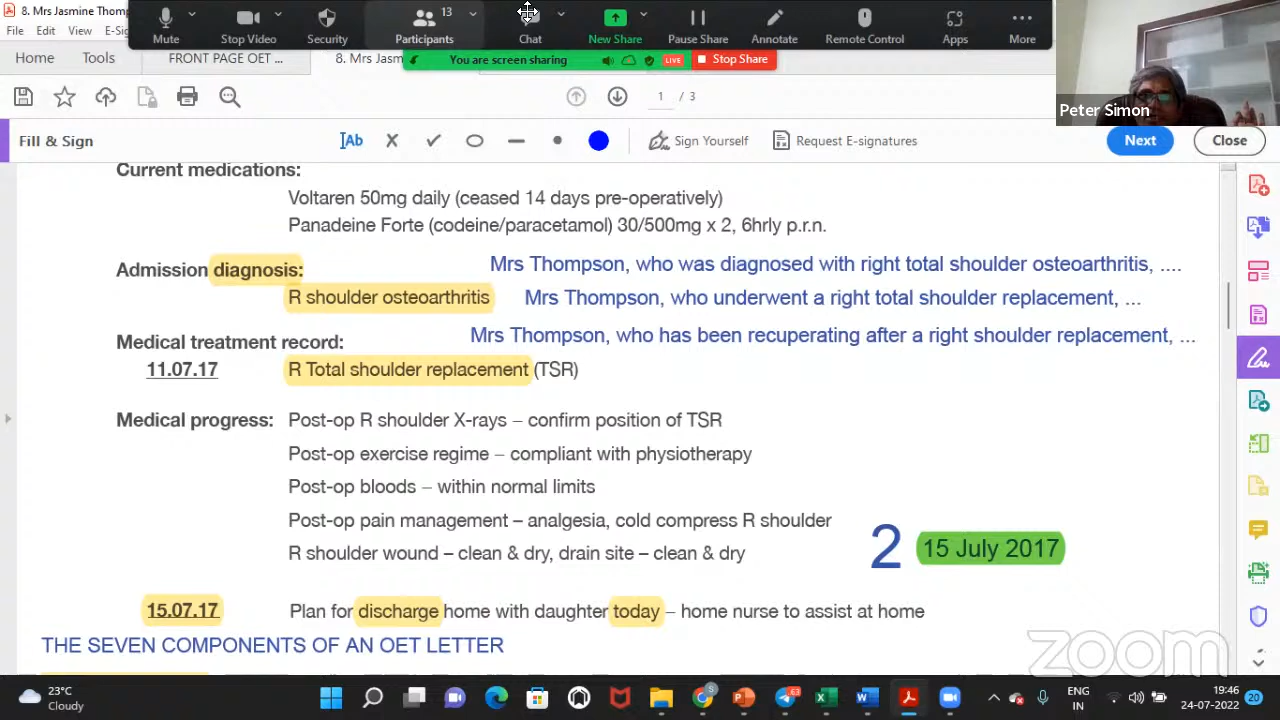 8. Mrs Jasmine Thomp
File Edit View E-Sig
Mute Stop Video Security Participants 13 Chat New Share Pause Share Annotate Remote Control Apps More
You are screen sharing LIVE Stop Share
Home Tools FRONT PAGE OET ... 8. Mrs Jasm
1 / 3
Peter Simon
Fill & Sign Ab Sign Yourself Request E-signatures Next Close
Current medications:
Voltaren 50mg daily (ceased 14 days pre-operatively)
Panadeine Forte (codeine/paracetamol) 30/500mg x 2, 6hrly p.r.n.
Admission diagnosis: Mrs Thompson, who was diagnosed with right total shoulder osteoarthritis, ....
R shoulder osteoarthritis Mrs Thompson, who underwent a right total shoulder replacement, ...
Medical treatment record: Mrs Thompson, who has been recuperating after a right shoulder replacement, ...
11.07.17 R Total shoulder replacement (TSR)
Medical progress: Post-op R shoulder X-rays – confirm position of TSR
Post-op exercise regime – compliant with physiotherapy
Post-op bloods – within normal limits
Post-op pain management – analgesia, cold compress R shoulder
R shoulder wound – clean & dry, drain site – clean & dry 2 15 July 2017
15.07.17 Plan for discharge home with daughter today – home nurse to assist at home
THE SEVEN COMPONENTS OF AN OET LETTER
zoom
23°C
Cloudy
63
S
ENG
IN
19:46
24-07-2022
20